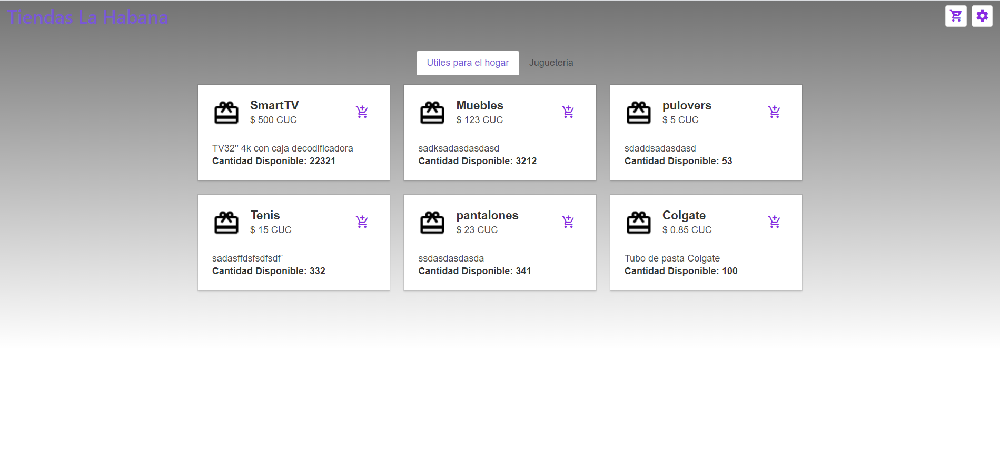 Tiendas La Habana
Utiles para el hogar
Jugueteria
SmartTV
$ 500 CUC
TV32" 4k con caja decodificadora
Cantidad Disponible: 22321
Muebles
$ 123 CUC
sadksadasdasdasd
Cantidad Disponible: 3212
pulovers
$ 5 CUC
sdaddsadasdasd
Cantidad Disponible: 53
Tenis
$ 15 CUC
sadasffdsfsdfsdf`
Cantidad Disponible: 332
pantalones
$ 23 CUC
ssdasdasdasda
Cantidad Disponible: 341
Colgate
$ 0.85 CUC
Tubo de pasta Colgate
Cantidad Disponible: 100